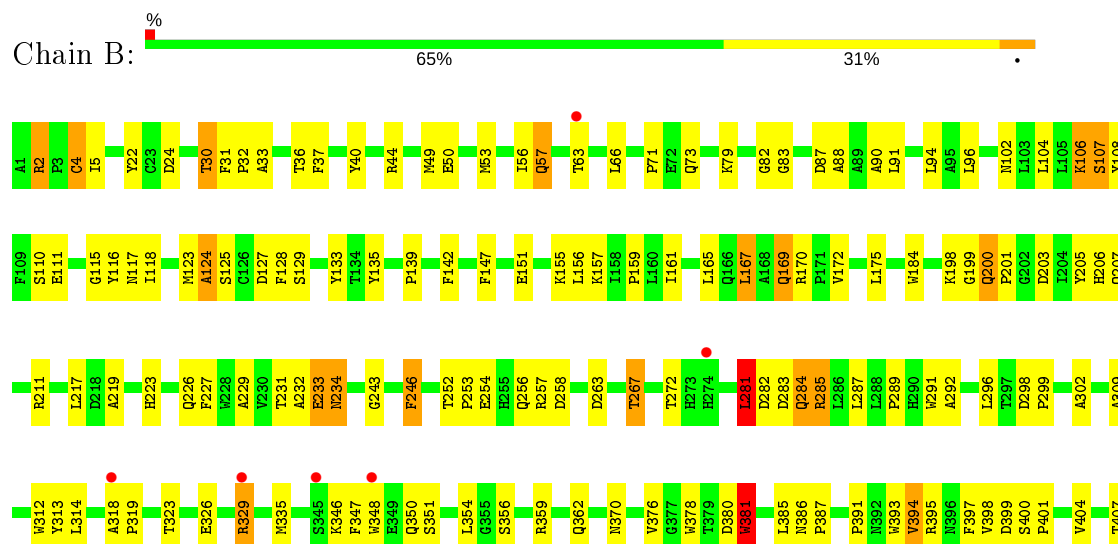 %
Chain B:
65% 31% •
A1 R2 P3 C4 I5 Y22 C23 D24 T30 F31 P32 A33 T36 F37 Y40 R44 M49 E50 M53 I56 Q57 T63 L66 P71 E72 Q73 K79 G82 G83 D87 A88 A89 A90 L91 L94 A95 L96 N102 L103 L104 L105 K106 S107 Y108
F109 S110 E111 G115 Y116 N117 I118 M123 A124 S125 C126 D127 F128 S129 Y133 T134 Y135 P139 F142 F147 E151 K155 L156 K157 I158 P159 L160 I161 L165 Q166 L167 A168 Q169 R170 P171 V172 L175 W184 K198 G199 Q200 P201 G202 D203 I204 Y205 H206
R211 L217 D218 A219 H223 Q226 F227 W228 A229 V230 T231 A232 E233 N234 G243 F246 T252 P253 E254 H255 Q256 R257 D258 D263 T267 T272 H273 H274 L281 D282 D283 Q284 R285 L286 L287 L288 P289 H290 W291 A292 L296 T297 D298 P299 A302
W312 Y313 L314 A318 P319 T323 E326 R329 M335 S345 K346 F347 W348 E349 Q350 S351 L354 G355 S356 R359 Q362 N370 V376 G377 W378 T379 D380 W381 L385 N386 P387 P391 N392 W393 V394 R395 N396 F397 V398 D399 S400 P401 V404